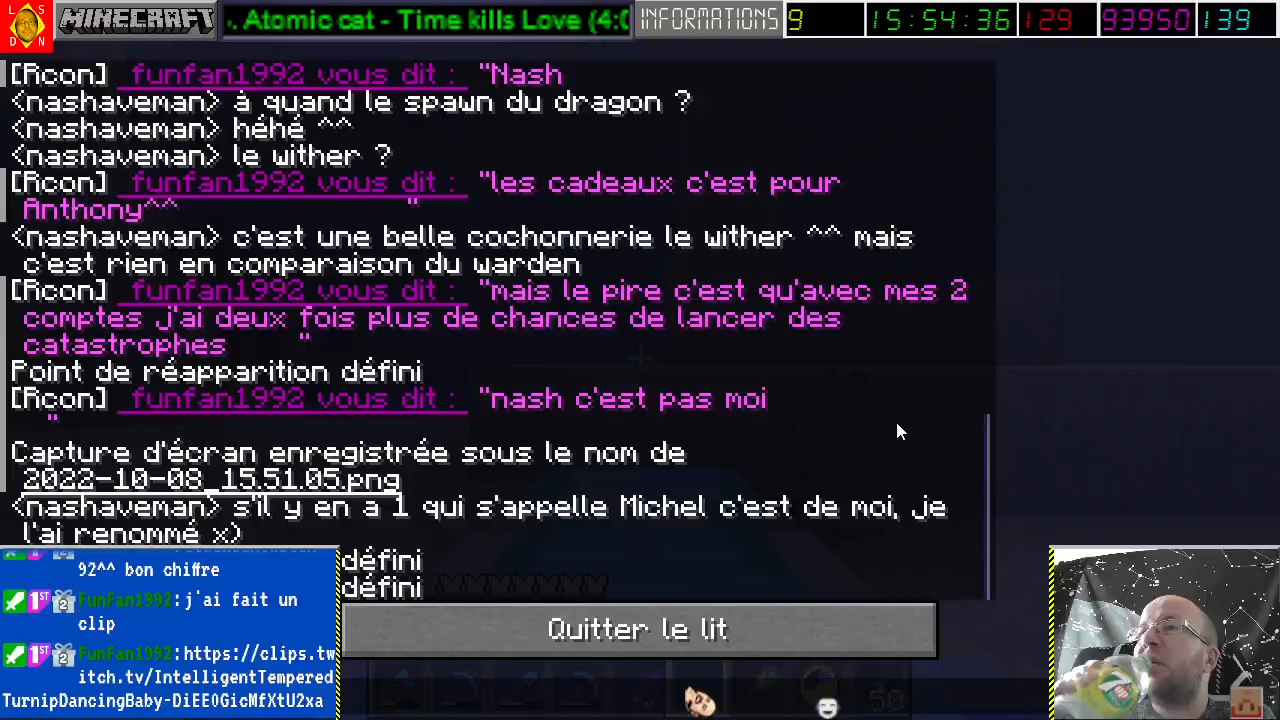 LSDN
MINECRAFT
. Atomic cat - Time kills Love (4:0
INFORMATIONS
9
15:54:36
129
93950
139
[Rcon] funfan1992 vous dit : "Nash
<nashaveman> à quand le spawn du dragon ?
<nashaveman> héhé ^^
<nashaveman> le wither ?
[Rcon] funfan1992 vous dit : "les cadeaux c'est pour
Anthony^^ "
<nashaveman> c'est une belle cochonnerie le wither ^^ mais
c'est rien en comparaison du warden
[Rcon] funfan1992 vous dit : "mais le pire c'est qu'avec mes 2
comptes j'ai deux fois plus de chances de lancer des
catastrophes "
Point de réapparition défini
[Rcon] funfan1992 vous dit : "nash c'est pas moi
"
Capture d'écran enregistrée sous le nom de
2022-10-08_15.51.05.png
<nashaveman> s'il y en a 1 qui s'appelle Michel c'est de moi, je
l'ai renommé x)
défini
défini
92^^ bon chiffre
1ST 2 FunFan1992: j'ai fait un
clip
1ST 2 FunFan1992: https://clips.tw
itch.tv/IntelligentTempered
TurnipDancingBaby-DiEE0GicMfXtU2xa
Quitter le lit
50